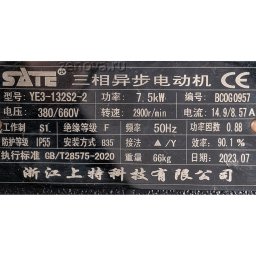 zenova.ru
SATE 三相异步电动机 CE
型号: YE3-132S2-2 功率: 7.5kW 编号: BC0G0957
电压: 380/660V 转速: 2900r/min 电流: 14.9/8.57A
工作制 S1 绝缘等级 F 频率 50Hz 功率因数 0.88
防护等级 IP55 安装方式 B35 接法 △/Y 效率: 90.1%
执行标准 GB/T28575-2020 重量 66kg 日期 2023.07
浙江上特科技有限公司